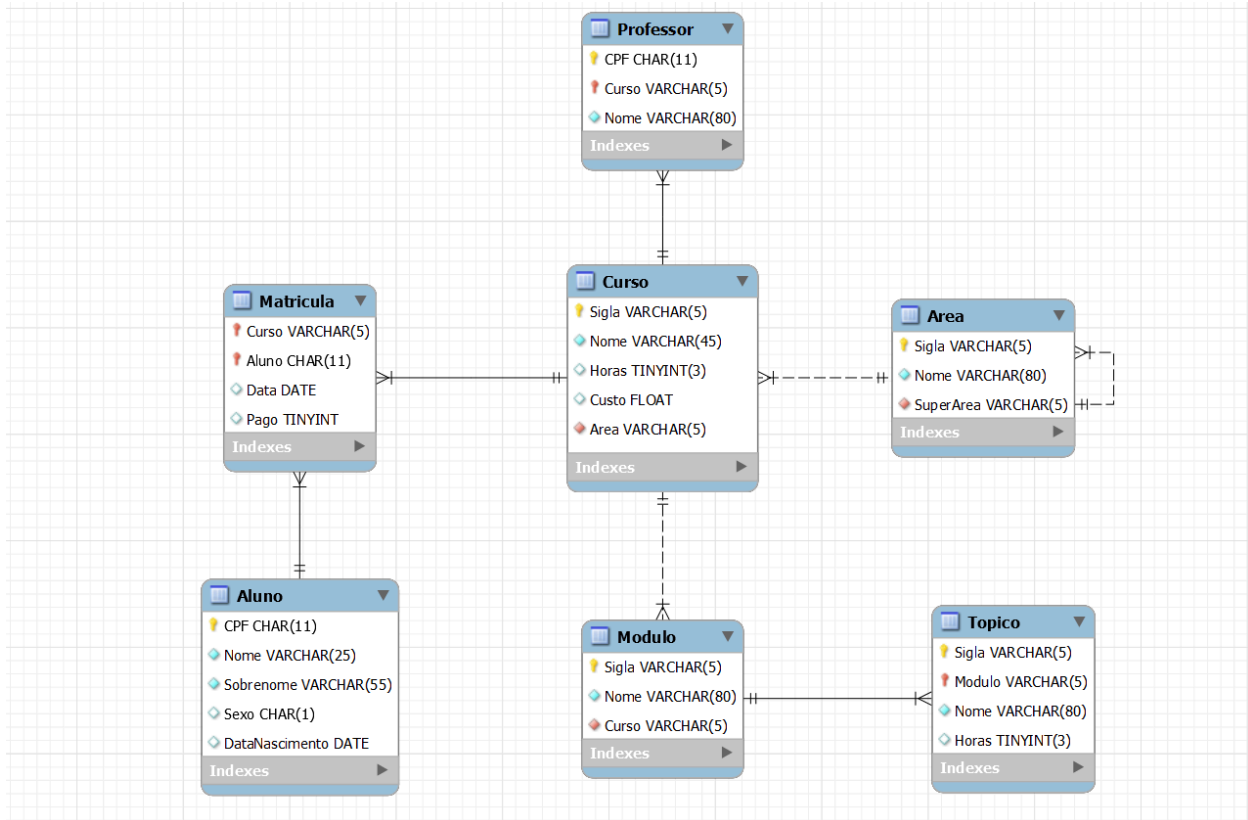 Professor
CPF CHAR(11)
Curso VARCHAR(5)
Nome VARCHAR(80)
Indexes
Matricula
Curso VARCHAR(5)
Aluno CHAR(11)
Data DATE
Pago TINYINT
Indexes
Curso
Sigla VARCHAR(5)
Nome VARCHAR(45)
Horas TINYINT(3)
Custo FLOAT
Area VARCHAR(5)
Indexes
Area
Sigla VARCHAR(5)
Nome VARCHAR(80)
SuperArea VARCHAR(5)
Indexes
Aluno
CPF CHAR(11)
Nome VARCHAR(25)
Sobrenome VARCHAR(55)
Sexo CHAR(1)
DataNascimento DATE
Indexes
Modulo
Sigla VARCHAR(5)
Nome VARCHAR(80)
Curso VARCHAR(5)
Indexes
Topico
Sigla VARCHAR(5)
Modulo VARCHAR(5)
Nome VARCHAR(80)
Horas TINYINT(3)
Indexes